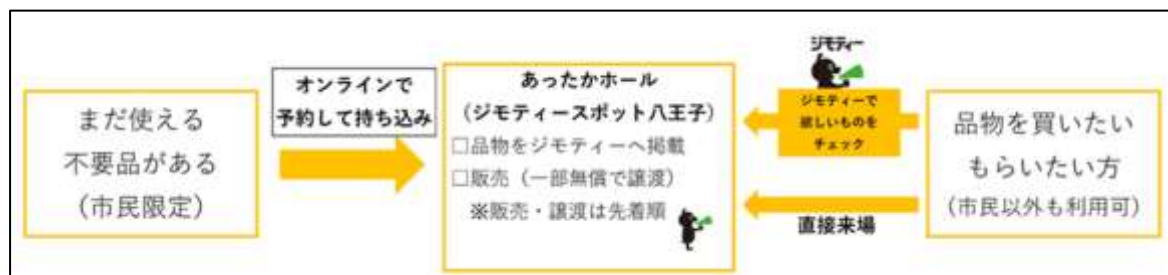 まだ使える
不要品がある
(市民限定)
オンラインで
予約して持ち込み
あったかホール
(ジモティースポット八王子)
□品物をジモティーへ掲載
□販売（一部無償で譲渡）
※販売・譲渡は先着順
ジモティー
ジモティーで
欲しいものを
チェック
直接来場
品物を買いたい
もらいたい方
(市民以外も利用可)